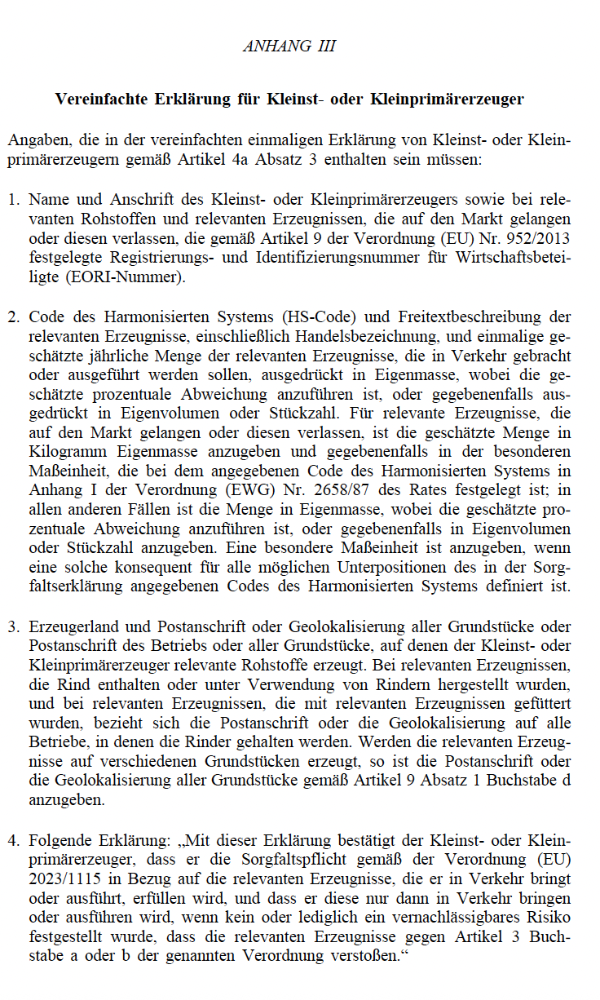 ANHANG III
Vereinfachte Erklärung für Kleinst- oder Kleinprimärerzeuger
Angaben, die in der vereinfachten einmaligen Erklärung von Kleinst- oder Klein-
primärerzeugern gemäß Artikel 4a Absatz 3 enthalten sein müssen:
1. Name und Anschrift des Kleinst- oder Kleinprimärerzeugers sowie bei rele-
vanten Rohstoffen und relevanten Erzeugnissen, die auf den Markt gelangen
oder diesen verlassen, die gemäß Artikel 9 der Verordnung (EU) Nr. 952/2013
festgelegte Registrierungs- und Identifizierungsnummer für Wirtschaftsbetei-
ligte (EORI-Nummer).
2. Code des Harmonisierten Systems (HS-Code) und Freitextbeschreibung der
relevanten Erzeugnisse, einschließlich Handelsbezeichnung, und einmalige ge-
schätzte jährliche Menge der relevanten Erzeugnisse, die in Verkehr gebracht
oder ausgeführt werden sollen, ausgedrückt in Eigenmasse, wobei die ge-
schätzte prozentuale Abweichung anzuführen ist, oder gegebenenfalls aus-
gedrückt in Eigenvolumen oder Stückzahl. Für relevante Erzeugnisse, die
auf den Markt gelangen oder diesen verlassen, ist die geschätzte Menge in
Kilogramm Eigenmasse anzugeben und gegebenenfalls in der besonderen
Maßeinheit, die bei dem angegebenen Code des Harmonisierten Systems in
Anhang I der Verordnung (EWG) Nr. 2658/87 des Rates festgelegt ist; in
allen anderen Fällen ist die Menge in Eigenmasse, wobei die geschätzte pro-
zentuale Abweichung anzuführen ist, oder gegebenenfalls in Eigenvolumen
oder Stückzahl anzugeben. Eine besondere Maßeinheit ist anzugeben, wenn
eine solche konsequent für alle möglichen Unterpositionen des in der Sorg-
faltserklärung angegebenen Codes des Harmonisierten Systems definiert ist.
3. Erzeugerland und Postanschrift oder Geolokalisierung aller Grundstücke oder
Postanschrift des Betriebs oder aller Grundstücke, auf denen der Kleinst- oder
Kleinprimärerzeuger relevante Rohstoffe erzeugt. Bei relevanten Erzeugnissen,
die Rind enthalten oder unter Verwendung von Rindern hergestellt wurden,
und bei relevanten Erzeugnissen, die mit relevanten Erzeugnissen gefüttert
wurden, bezieht sich die Postanschrift oder die Geolokalisierung auf alle
Betriebe, in denen die Rinder gehalten werden. Werden die relevanten Erzeug-
nisse auf verschiedenen Grundstücken erzeugt, so ist die Postanschrift oder
die Geolokalisierung aller Grundstücke gemäß Artikel 9 Absatz 1 Buchstabe d
anzugeben.
4. Folgende Erklärung: „Mit dieser Erklärung bestätigt der Kleinst- oder Klein-
primärerzeuger, dass er die Sorgfaltspflicht gemäß der Verordnung (EU)
2023/1115 in Bezug auf die relevanten Erzeugnisse, die er in Verkehr bringt
oder ausführt, erfüllen wird, und dass er diese nur dann in Verkehr bringen
oder ausführen wird, wenn kein oder lediglich ein vernachlässigbares Risiko
festgestellt wurde, dass die relevanten Erzeugnisse gegen Artikel 3 Buch-
stabe a oder b der genannten Verordnung verstoßen.“